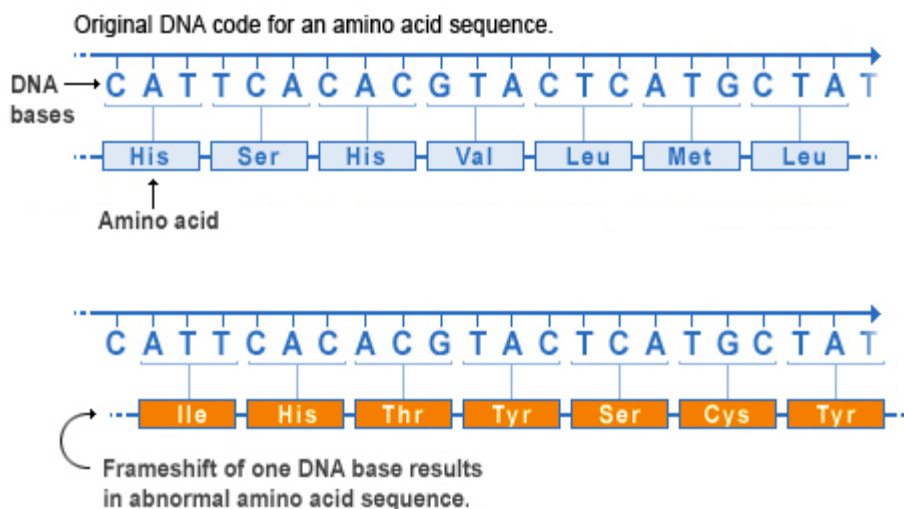 Original DNA code for an amino acid sequence.
DNA bases
C A T T C A C A C G T A C T C A T G C T A T
His Ser His Val Leu Met Leu
Amino acid
C A T T C A C A C G T A C T C A T G C T A T
Ile His Thr Tyr Ser Cys Tyr
Frameshift of one DNA base results
in abnormal amino acid sequence.